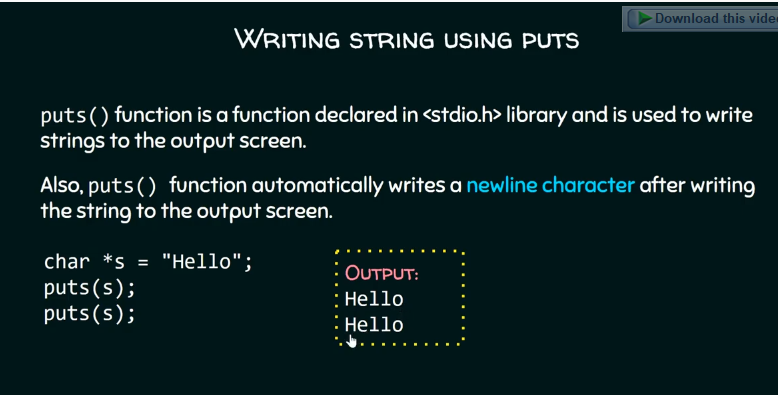 Download this vide
WRITING STRING USING PUTS
puts() function is a function declared in <stdio.h> library and is used to write
strings to the output screen.
Also, puts() function automatically writes a newline character after writing
the string to the output screen.
char *s = "Hello";
puts(s);
puts(s);
OUTPUT:
Hello
Hello